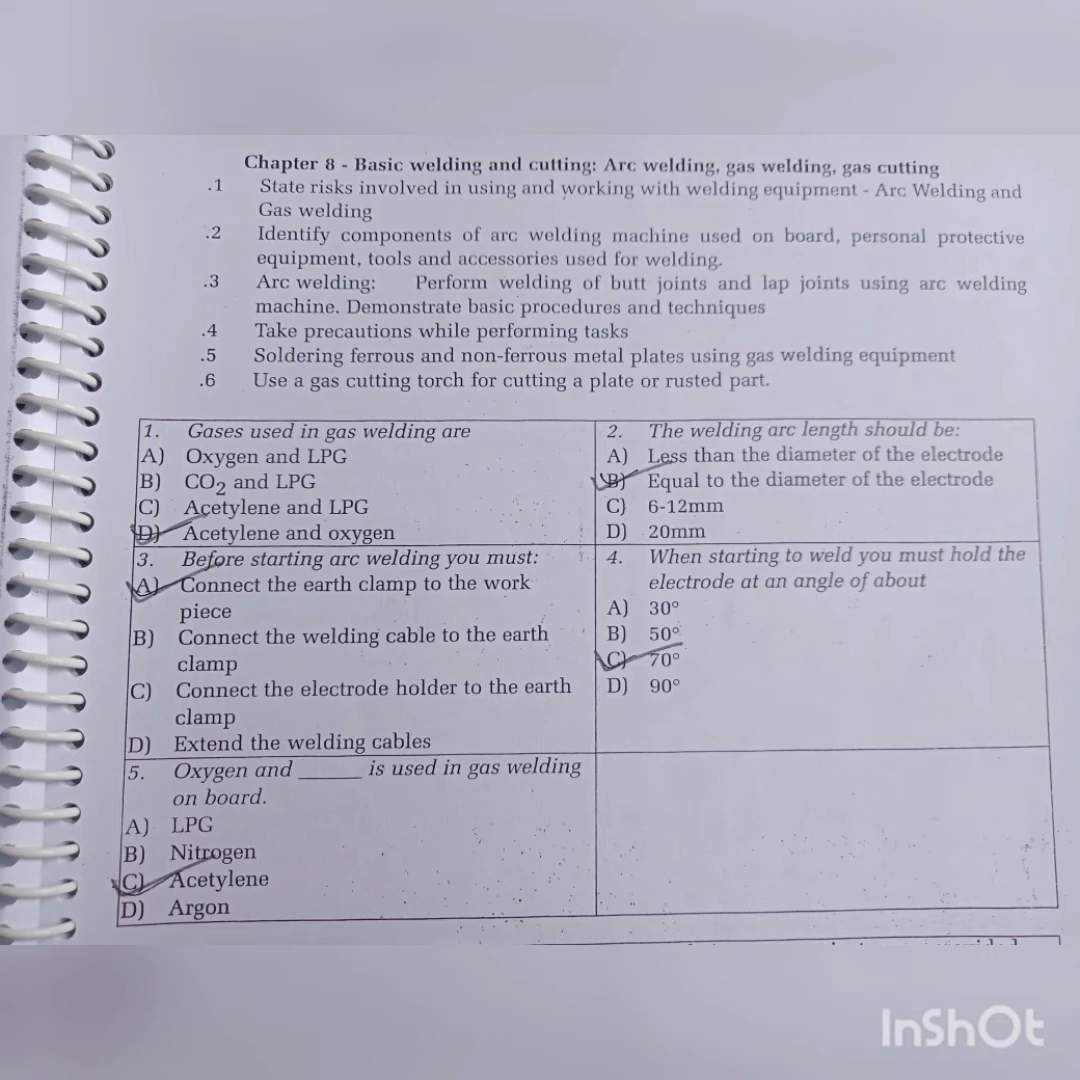 Chapter 8 - Basic welding and cutting: Arc welding, gas welding, gas cutting
.1 State risks involved in using and working with welding equipment - Arc Welding and
Gas welding
.2 Identify components of arc welding machine used on board, personal protective
equipment, tools and accessories used for welding.
.3 Arc welding: Perform welding of butt joints and lap joints using arc welding
machine. Demonstrate basic procedures and techniques
.4 Take precautions while performing tasks
.5 Soldering ferrous and non-ferrous metal plates using gas welding equipment
.6 Use a gas cutting torch for cutting a plate or rusted part.
1. Gases used in gas welding are
A) Oxygen and LPG
B) CO2 and LPG
C) Acetylene and LPG
D) Acetylene and oxygen
2. The welding arc length should be:
A) Less than the diameter of the electrode
B) Equal to the diameter of the electrode
C) 6-12mm
D) 20mm
3. Before starting arc welding you must:
A) Connect the earth clamp to the work
piece
B) Connect the welding cable to the earth
clamp
C) Connect the electrode holder to the earth
clamp
D) Extend the welding cables
4. When starting to weld you must hold the
electrode at an angle of about
A) 30°
B) 50°
C) 70°
D) 90°
5. Oxygen and ______ is used in gas welding
on board.
A) LPG
B) Nitrogen
C) Acetylene
D) Argon
InShOt